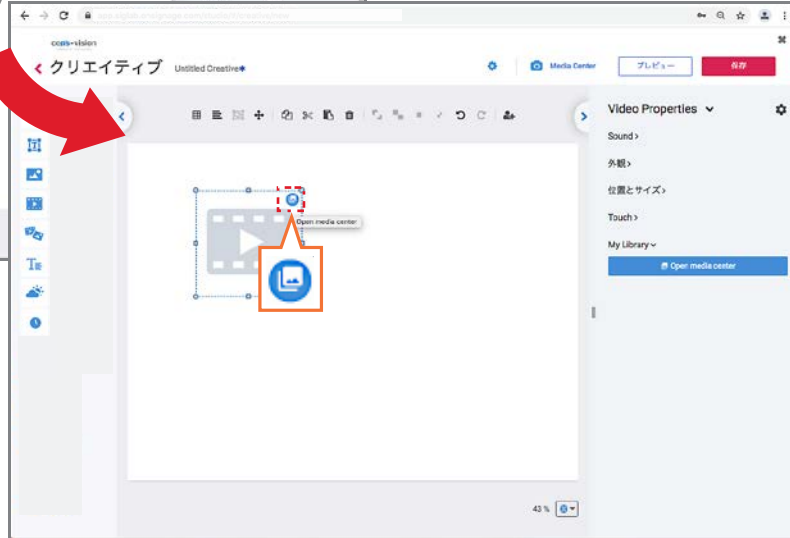 cons-vision
クリエイティブ
Untitled Creative✱
Media Center
プレビュー
保存
Video Properties
Sound >
外観 >
位置とサイズ >
Touch >
My Library
Open media center
Open media center
43 %